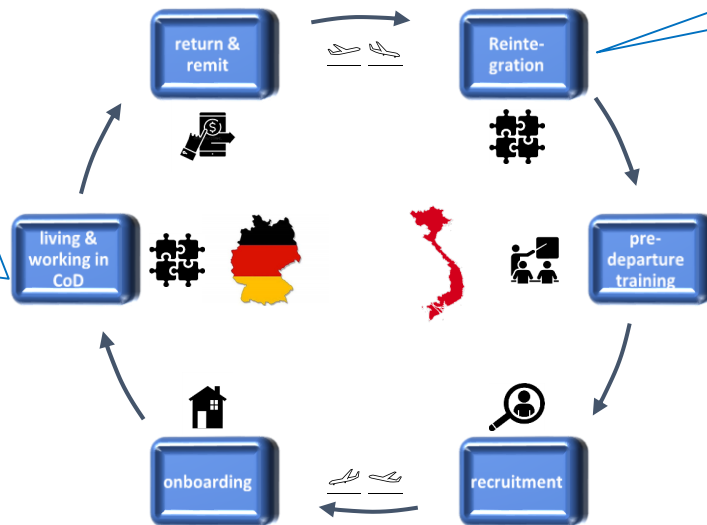 return &
remit
Reinte-
gration
living &
working in
CoD
pre-
departure
training
onboarding
recruitment
$